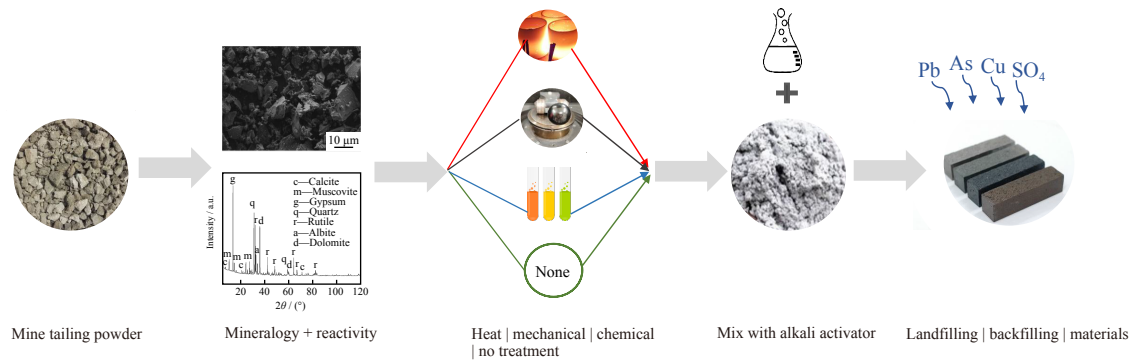 Pb As Cu SO₄
10 μm
g
q
r d
a
m
m
c
c
m
r
r
q
d
r
c
r
c—Calcite
m—Muscovite
g—Gypsum
q—Quartz
r—Rutile
a—Albite
d—Dolomite
Intensity / a.u.
20 40 60 80 100 120
2θ / (°)
None
Mine tailing powder
Mineralogy + reactivity
Heat | mechanical | chemical
| no treatment
Mix with alkali activator
Landfilling | backfilling | materials